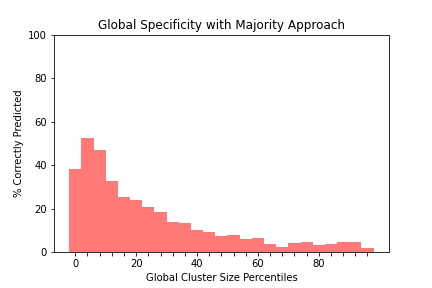 Global Specificity with Majority Approach
100
80
60
40
20
0
% Correctly Predicted
0 20 40 60 80
Global Cluster Size Percentiles